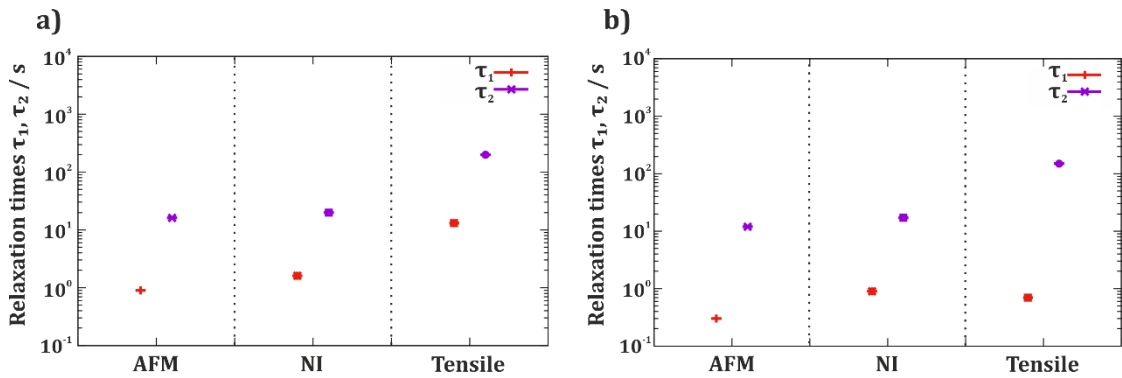 a)
Relaxation times τ₁, τ₂ / s
10⁴
10³
10²
10¹
10⁰
10⁻¹
τ₁
τ₂
AFM NI Tensile
b)
Relaxation times τ₁, τ₂ / s
10⁴
10³
10²
10¹
10⁰
10⁻¹
τ₁
τ₂
AFM NI Tensile